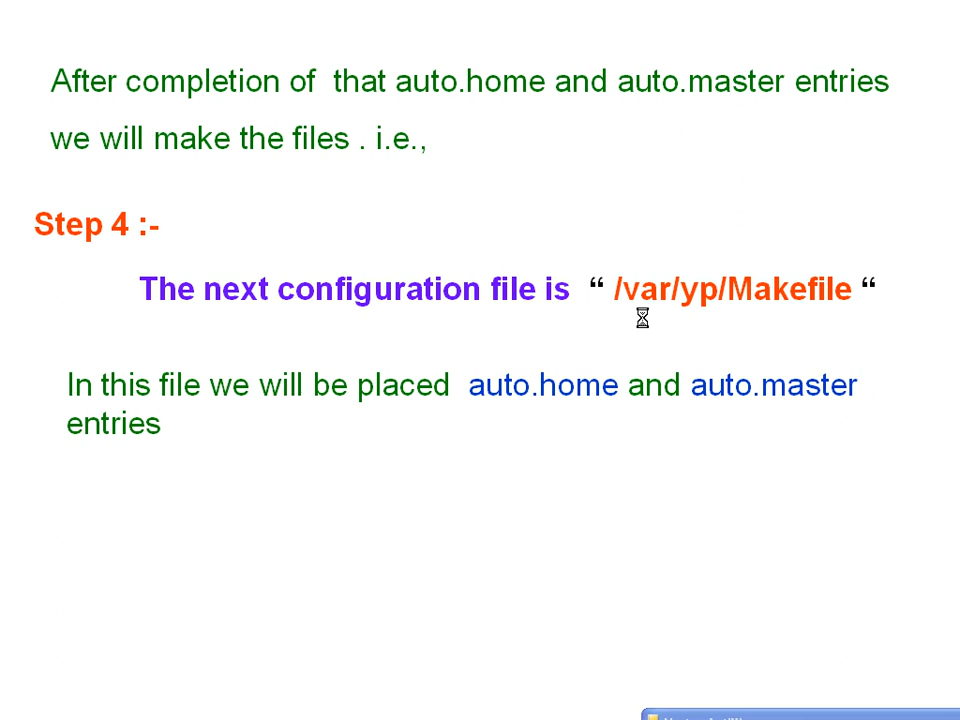 After completion of  that auto.home and auto.master entries
we will make the files . i.e.,
Step 4 :-
The next configuration file is  “ /var/yp/Makefile “
In this file we will be placed  auto.home and auto.master
entries